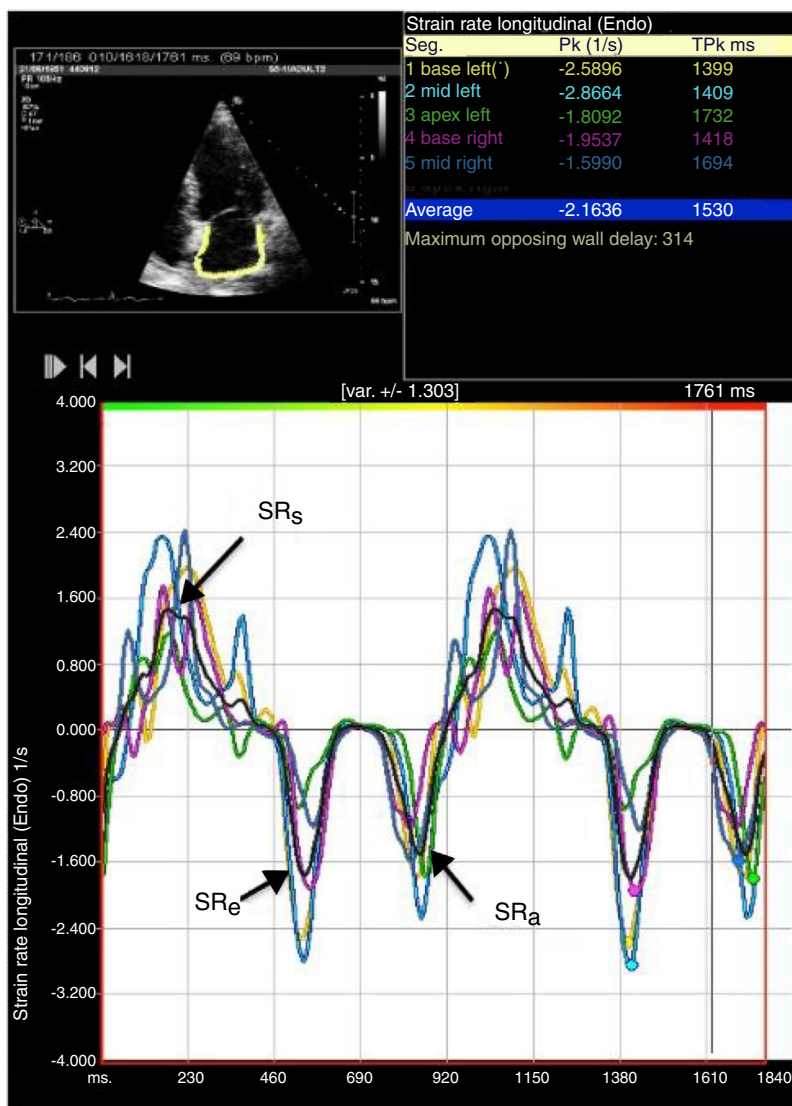 171/186 010/1618/1761 ms. (69 bpm)
Strain rate longitudinal (Endo)
Seg. Pk (1/s) TPk ms
1 base left(*) -2.5896 1399
2 mid left -2.8664 1409
3 apex left -1.8092 1732
4 base right -1.9537 1418
5 mid right -1.5990 1694
6 apex right
Average -2.1636 1530
Maximum opposing wall delay: 314
[var. +/- 1.303] 1761 ms
4.000
3.200
2.400
1.600
0.800
0.000
-0.800
-1.600
-2.400
-3.200
-4.000
Strain rate longitudinal (Endo) 1/s
SRs
SRe
SRa
ms. 230 460 690 920 1150 1380 1610 1840